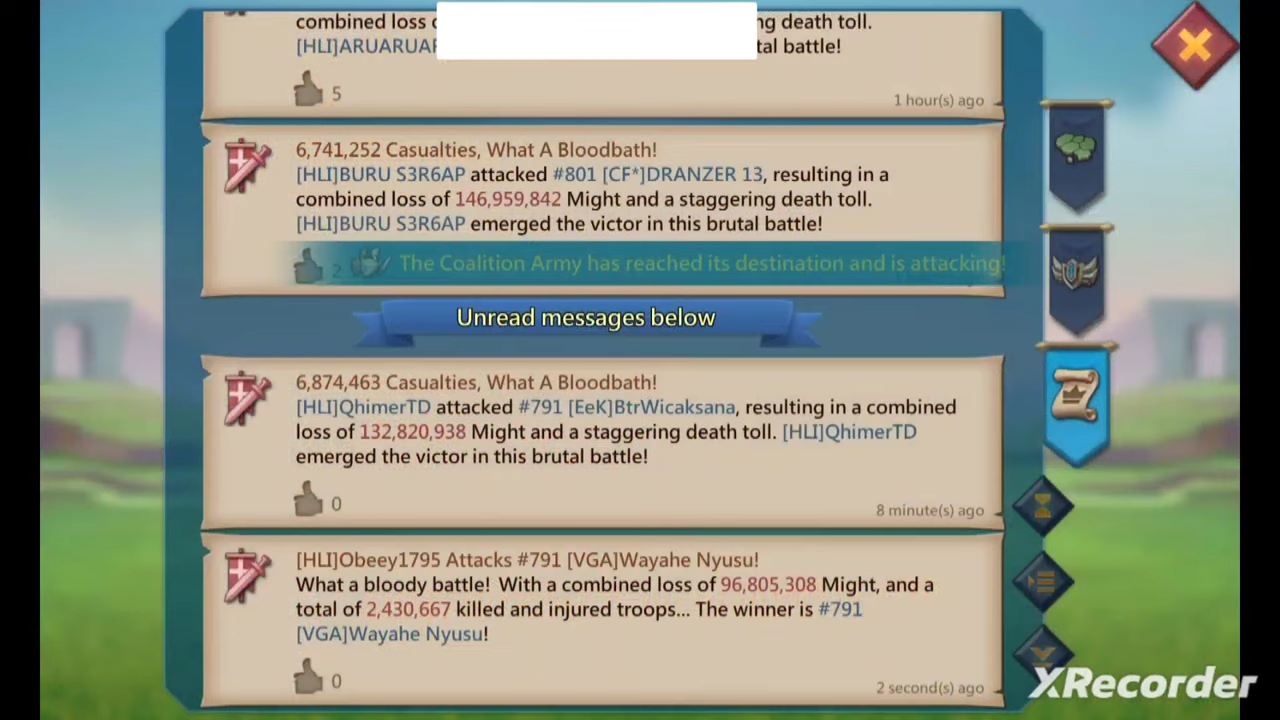 combined loss
ng death toll.
[HLI]ARUARUA
tal battle!
5
1 hour(s) ago
6,741,252 Casualties, What A Bloodbath!
[HLI]BURU S3R6AP attacked #801 [CF*]DRANZER 13, resulting in a
combined loss of 146,959,842 Might and a staggering death toll.
[HLI]BURU S3R6AP emerged the victor in this brutal battle!
2
The Coalition Army has reached its destination and is attacking!
Unread messages below
6,874,463 Casualties, What A Bloodbath!
[HLI]QhimerTD attacked #791 [EeK]BtrWicaksana, resulting in a combined
loss of 132,820,938 Might and a staggering death toll. [HLI]QhimerTD
emerged the victor in this brutal battle!
0
8 minute(s) ago
[HLI]Obeey1795 Attacks #791 [VGA]Wayahe Nyusu!
What a bloody battle! With a combined loss of 96,805,308 Might, and a
total of 2,430,667 killed and injured troops... The winner is #791
[VGA]Wayahe Nyusu!
0
2 second(s) ago
XRecorder